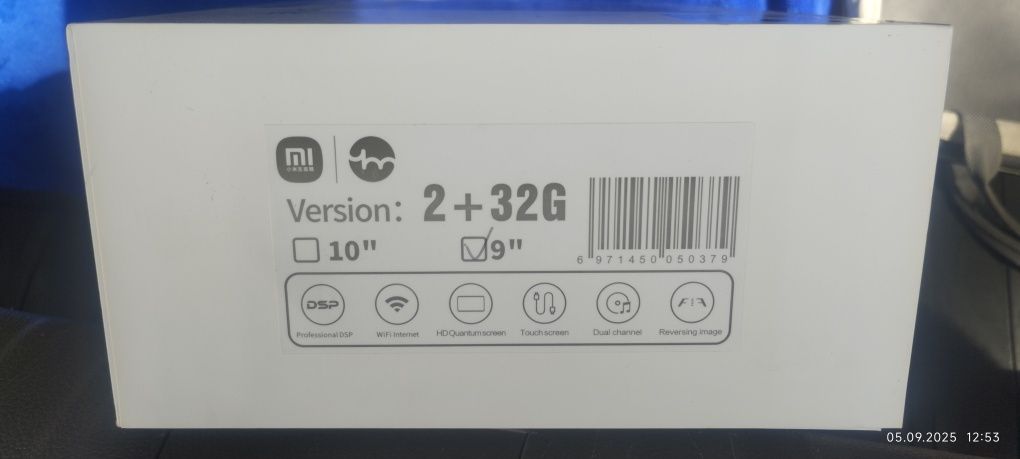 mi
Version: 2+32G
10" 9"
6 971450 050379
DSP
Professional DSP WiFi Internet HD Quantum screen Touch screen Dual channel Reversing image
05.09.2025 12:53